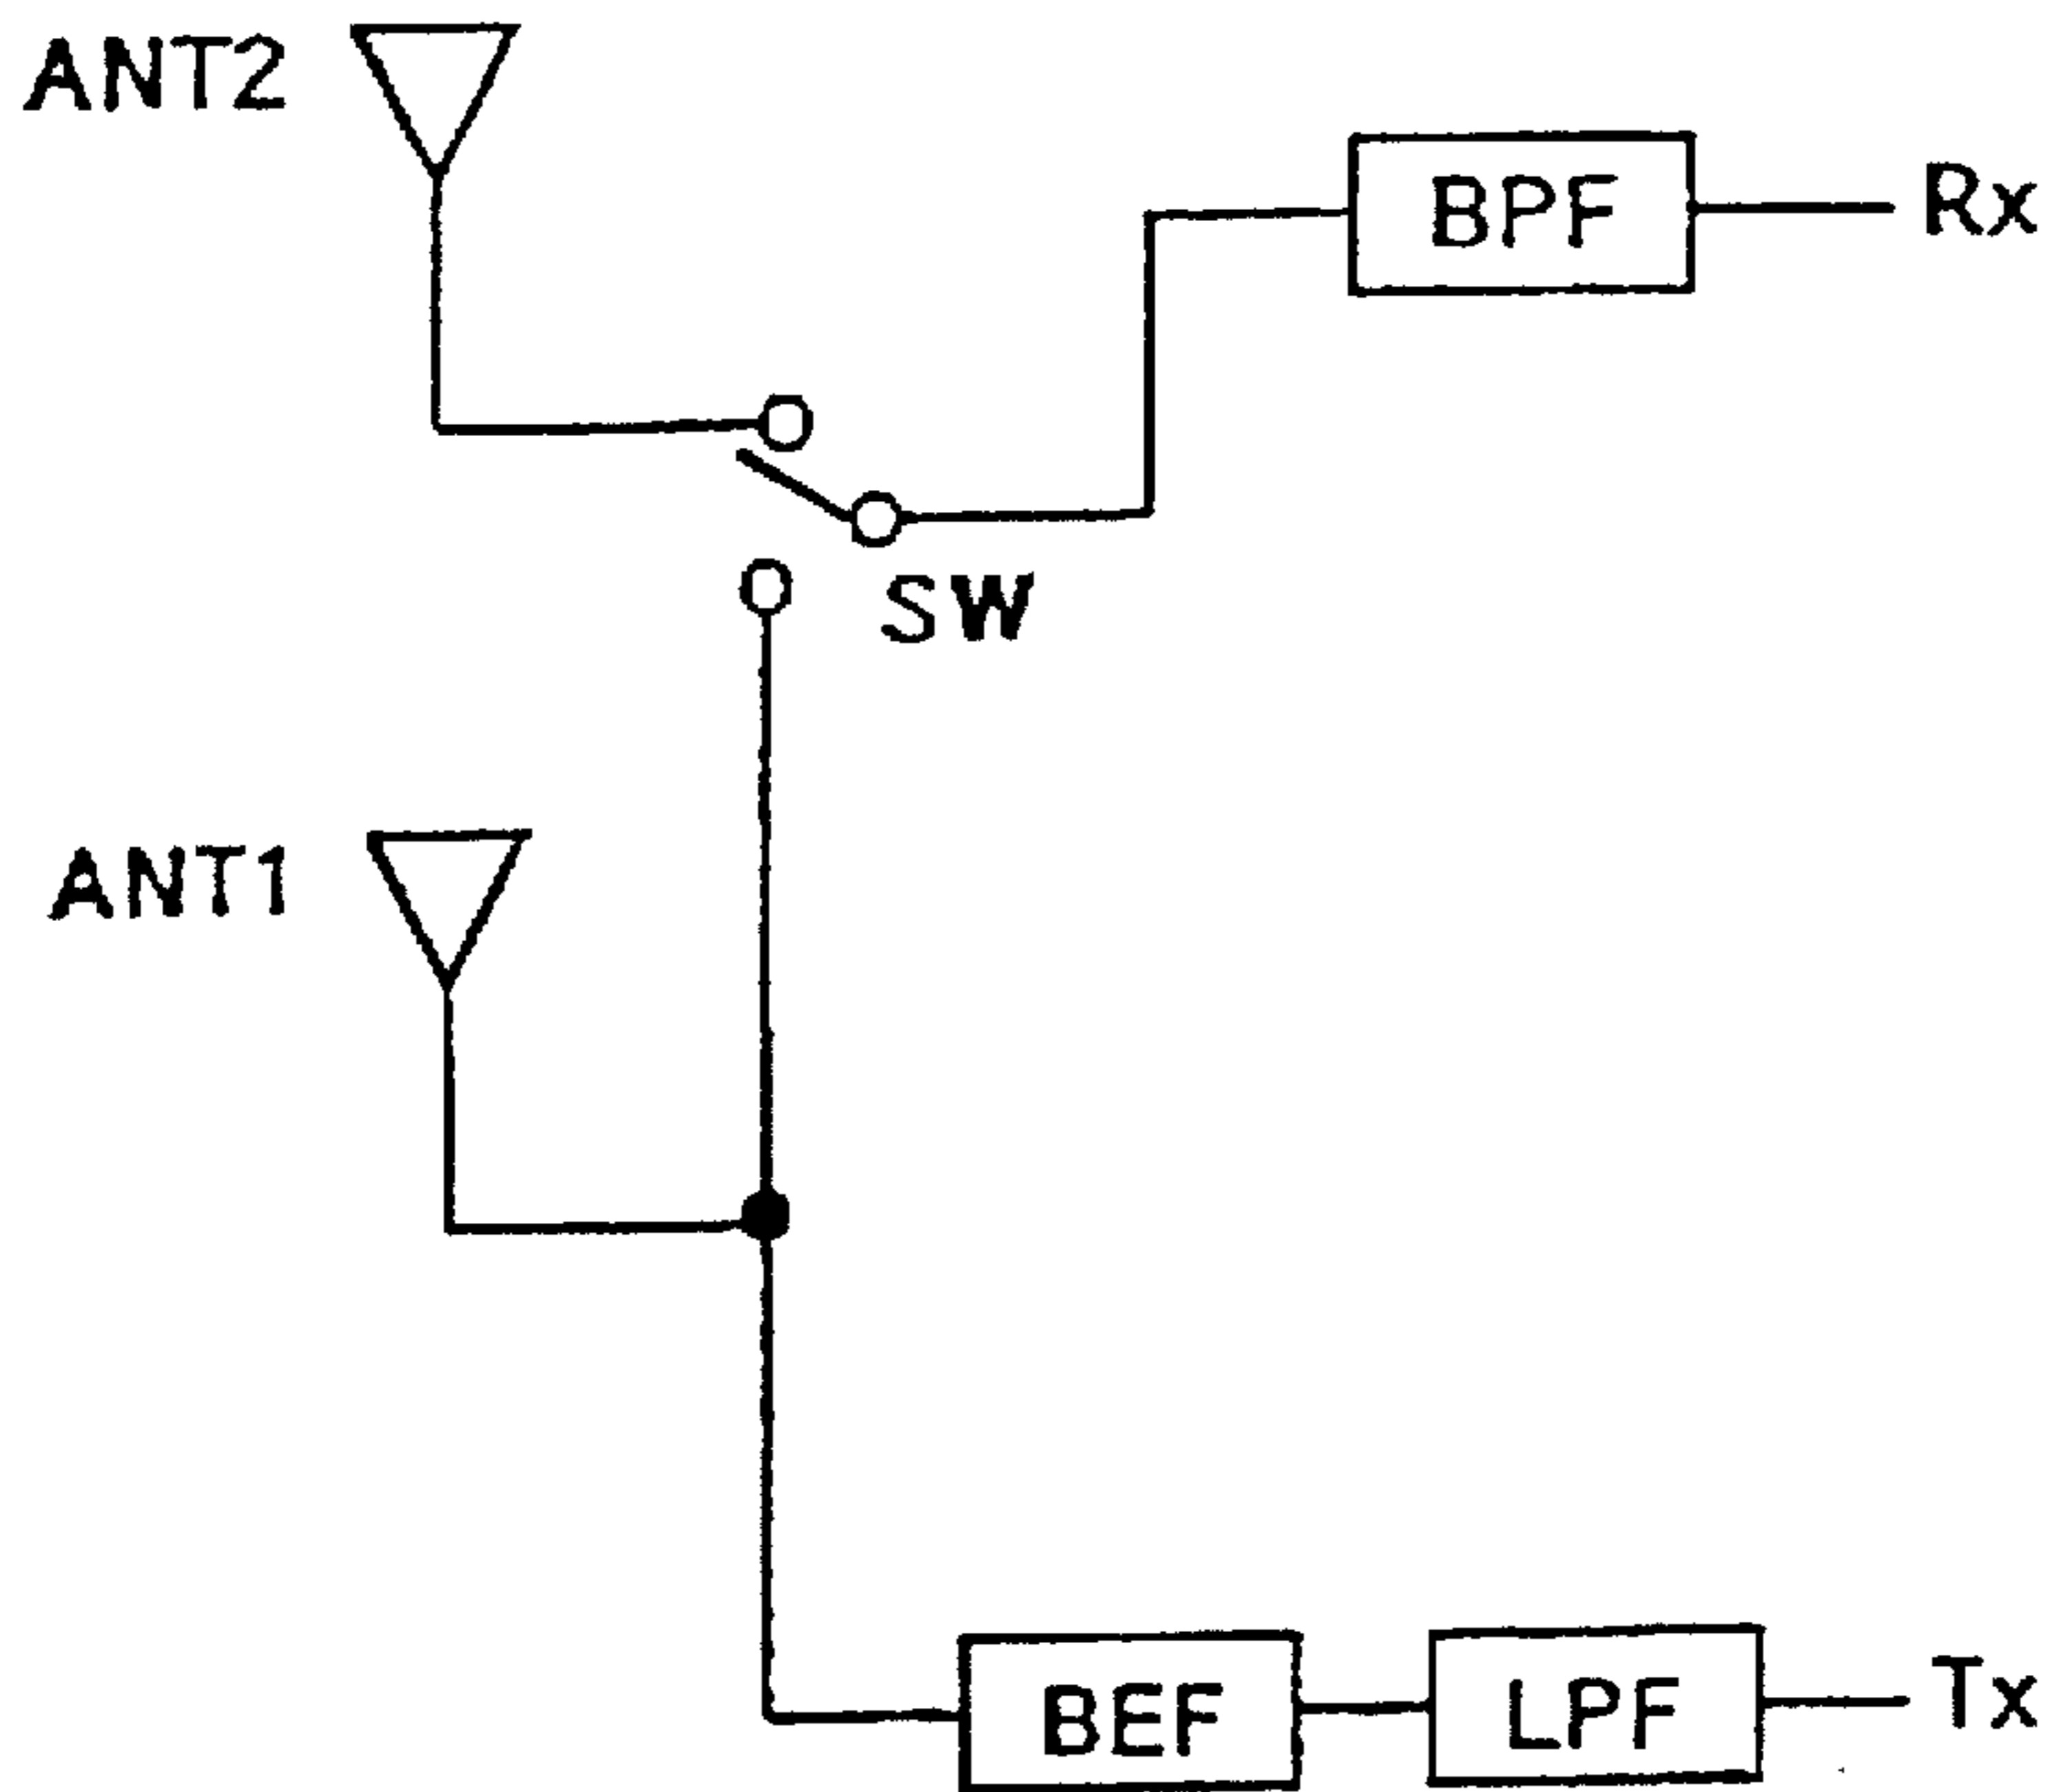 ANT2
BPF
Rx
SW
ANT1
BEF
LPF
Tx